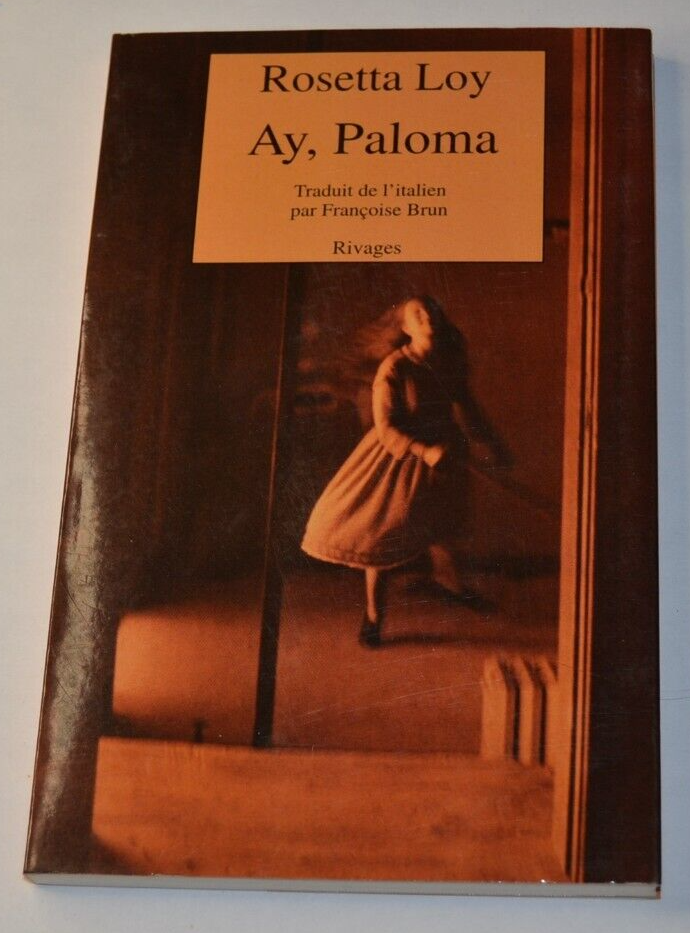 Rosetta Loy
Ay, Paloma
Traduit de l'italien
par Françoise Brun
Rivages